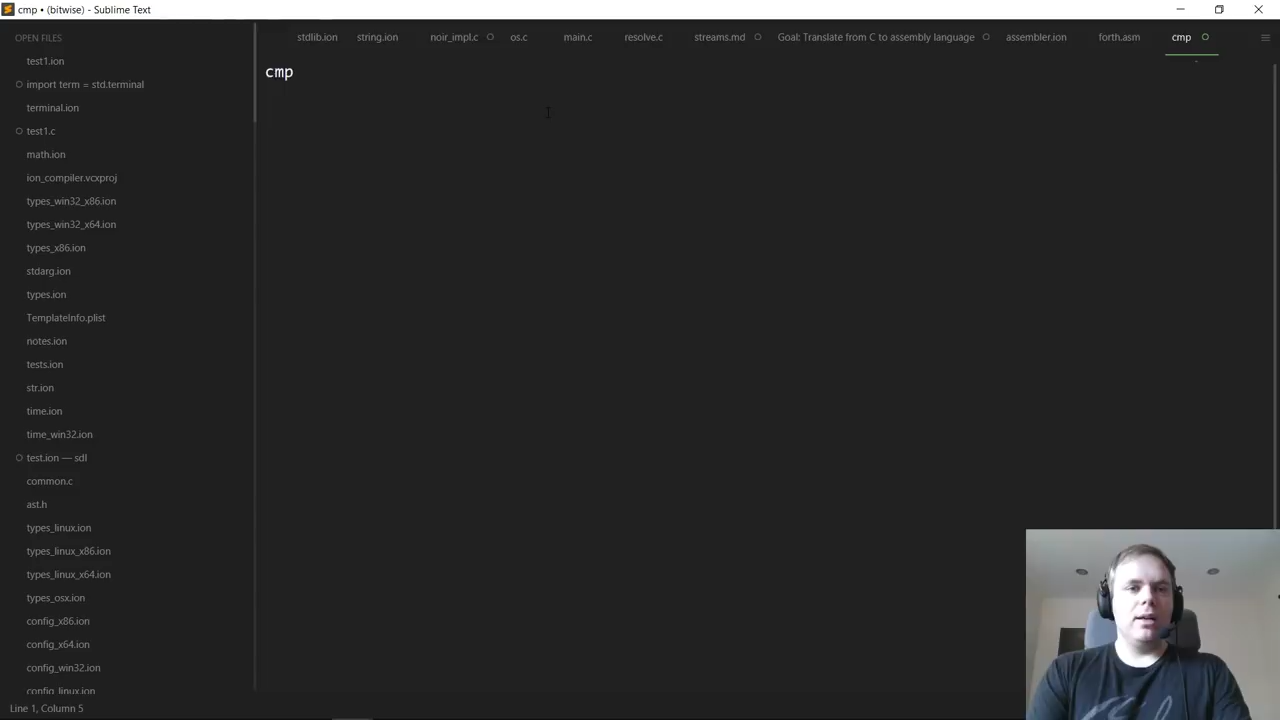 cmp • (bitwise) - Sublime Text
OPEN FILES
test1.ion
import term = std.terminal
terminal.ion
test1.c
math.ion
ion_compiler.vcxproj
types_win32_x86.ion
types_win32_x64.ion
types_x86.ion
stdarg.ion
types.ion
TemplateInfo.plist
notes.ion
tests.ion
str.ion
time.ion
time_win32.ion
test.ion — sdl
common.c
ast.h
types_linux.ion
types_linux_x86.ion
types_linux_x64.ion
types_osx.ion
config_x86.ion
config_x64.ion
config_win32.ion
config_linux.ion
stdlib.ion string.ion noir_impl.c os.c main.c resolve.c streams.md Goal: Translate from C to assembly language assembler.ion forth.asm cmp
cmp
Line 1, Column 5